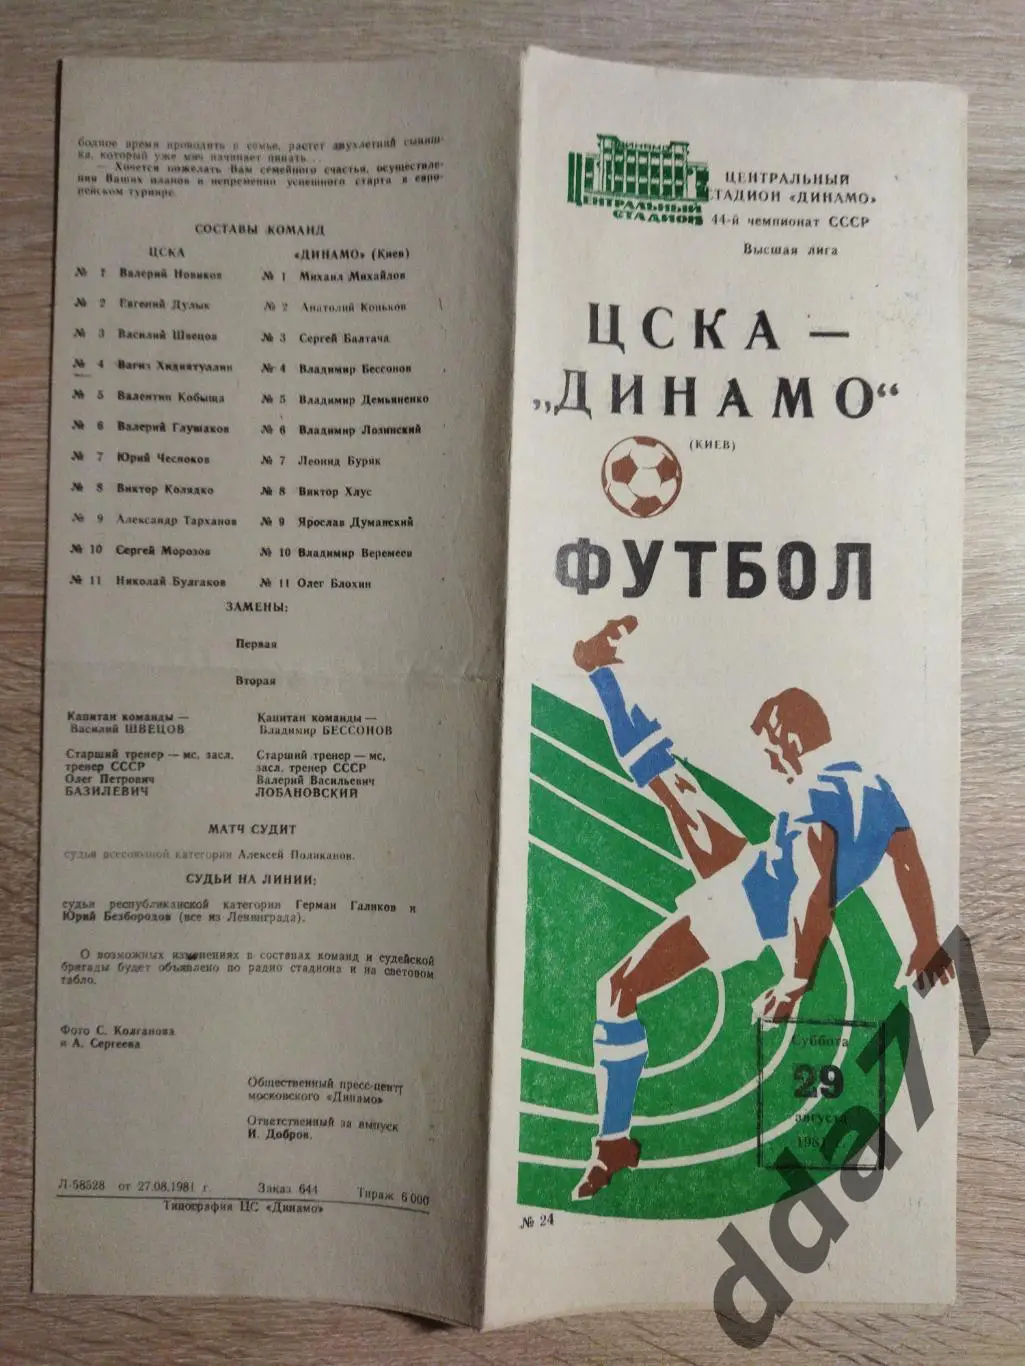 бодное время проводить в семье, растет двухлетний сыниш-
ка, который уже мяч начинает пинать...
— Хочется пожелать Вам семейного счастья, осуществле-
ния Ваших планов и непременно успешного старта в евро-
пейском турнире.
СОСТАВЫ КОМАНД
ЦСКА «ДИНАМО» (Киев)
№ 1 Валерий Новиков № 1 Михаил Михайлов
№ 2 Евгений Дулык № 2 Анатолий Коньков
№ 3 Василий Швецов № 3 Сергей Балтача
№ 4 Вагиз Хидиятуллин № 4 Владимир Бессонов
№ 5 Валентин Кобыща № 5 Владимир Демьяненко
№ 6 Валерий Глушаков № 6 Владимир Лозинский
№ 7 Юрий Чесноков № 7 Леонид Буряк
№ 8 Виктор Колядко № 8 Виктор Хлус
№ 9 Александр Тарханов № 9 Ярослав Думанский
№ 10 Сергей Морозов № 10 Владимир Веремеев
№ 11 Николай Булгаков № 11 Олег Блохин
ЗАМЕНЫ:
Первая
Вторая
Капитан команды —
Василий ШВЕЦОВ
Старший тренер — мс, засл.
тренер СССР
Олег Петрович
БАЗИЛЕВИЧ
Капитан команды —
Владимир БЕССОНОВ
Старший тренер — мс,
засл. тренер СССР
Валерий Васильевич
ЛОБАНОВСКИЙ
МАТЧ СУДИТ
судья всесоюзной категории Алексей Поликанов.
СУДЬИ НА ЛИНИИ:
судьи республиканской категории Герман Галиков и
Юрий Безбородов (все из Ленинграда).
О возможных изменениях в составах команд и судейской
бригады будет объявлено по радио стадиона и на световом
табло.
Фото С. Колганова
и А. Сергеева
Общественный пресс-центр
московского «Динамо»
Ответственный за выпуск
И. Добров.
Л-58528 от 27.08.1981 г. Заказ 644 Тираж 6 000
Типография ЦС «Динамо»
ДИНАМО
ЦЕНТРАЛЬНЫЙ
СТАДИОН
ЦЕНТРАЛЬНЫЙ
СТАДИОН «ДИНАМО»
44-й чемпионат СССР
Высшая лига
ЦСКА —
„ДИНАМО“
(КИЕВ)
ФУТБОЛ
Суббота
29
августа
1981 г.
№ 24
dda77